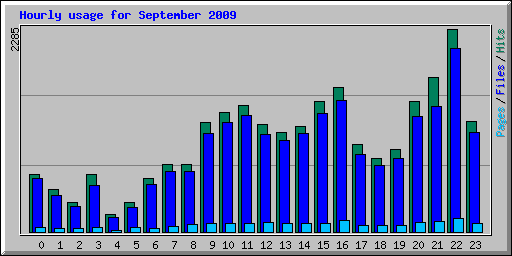 Hourly usage for September 2009
2285
Pages/Files/Hits
0 1 2 3 4 5 6 7 8 9 10 11 12 13 14 15 16 17 18 19 20 21 22 23